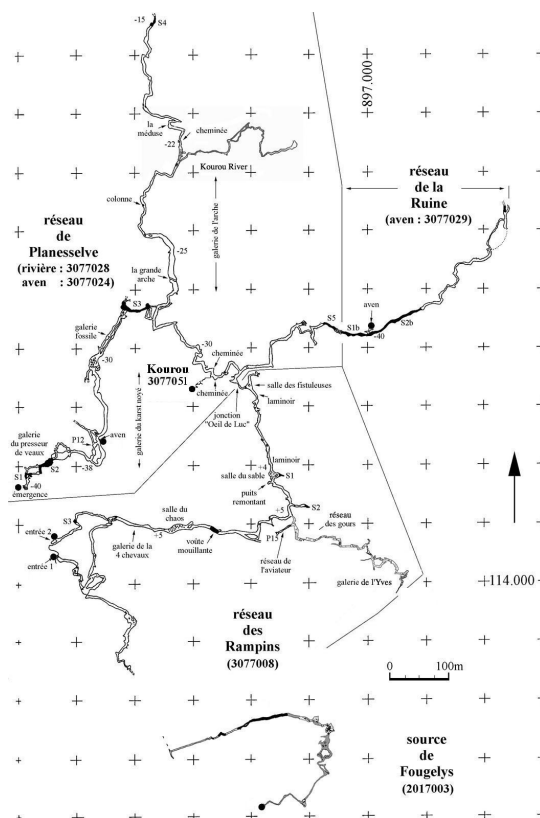 -15
S4
897.000
la
méduse
cheminée
-22
Kourou River
réseau
de la
Ruine
(aven : 3077029)
colonne
galerie de l'arche
réseau
de
Planesselve
(rivière : 3077028
aven : 3077024)
-25
la grande
arche
S3
aven
S5
S1b
S2b
-40
galerie
fossile
-30
-30
cheminée
Kourou
3077051
cheminée
salle des fistuleuses
laminoir
jonction
"Oeil de Luc"
galerie du karst noyé
P12
aven
galerie
du presseur
de veaux
S1
S2
-38
-40
émergence
laminoir
+4
S1
salle du sable
puits
remontant
S2
+5
réseau
des gours
P15
S3
salle du
chaos
entrée 2
+5
galerie de la
4 chevaux
voûte
mouillante
réseau de
l'aviateur
entrée 1
galerie de l'Yves
114.000
réseau
des
Rampins
(3077008)
0 100m
source
de
Fougelys
(2017003)